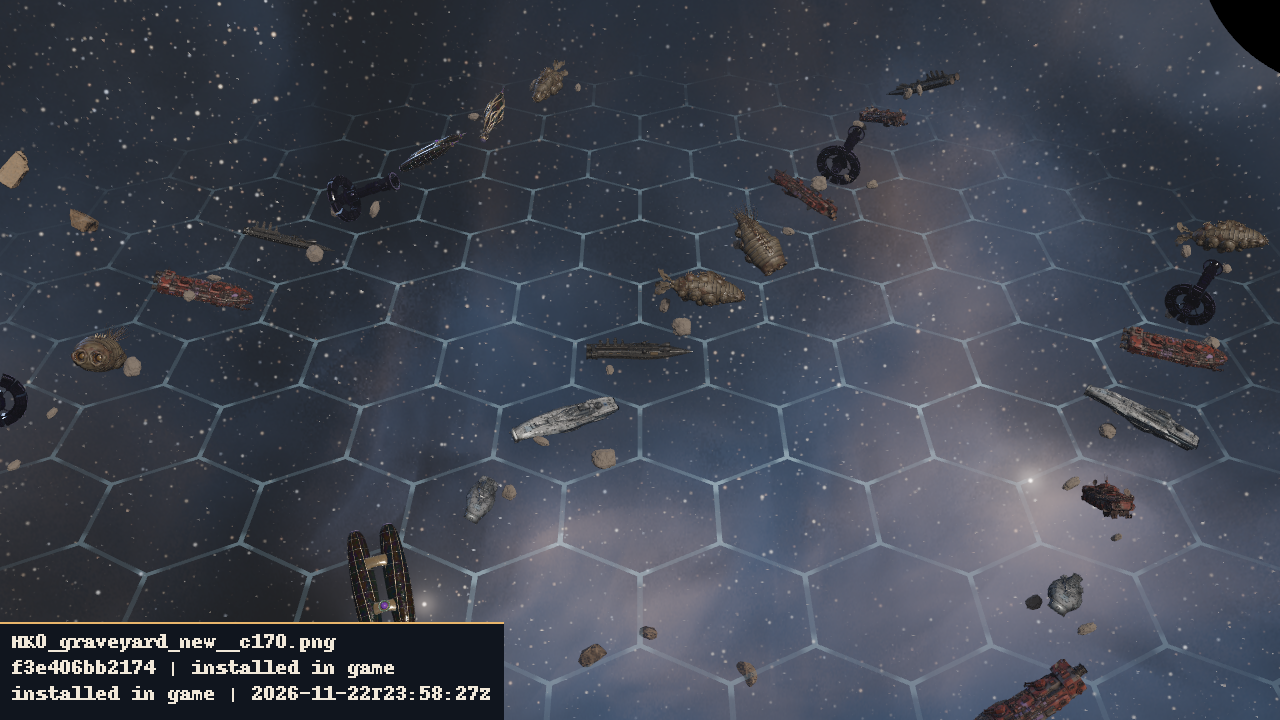 HKO_graveyard_new__c170.png
f3e406bb2174 | installed in game
installed in game | 2026-11-22T23:58:27Z